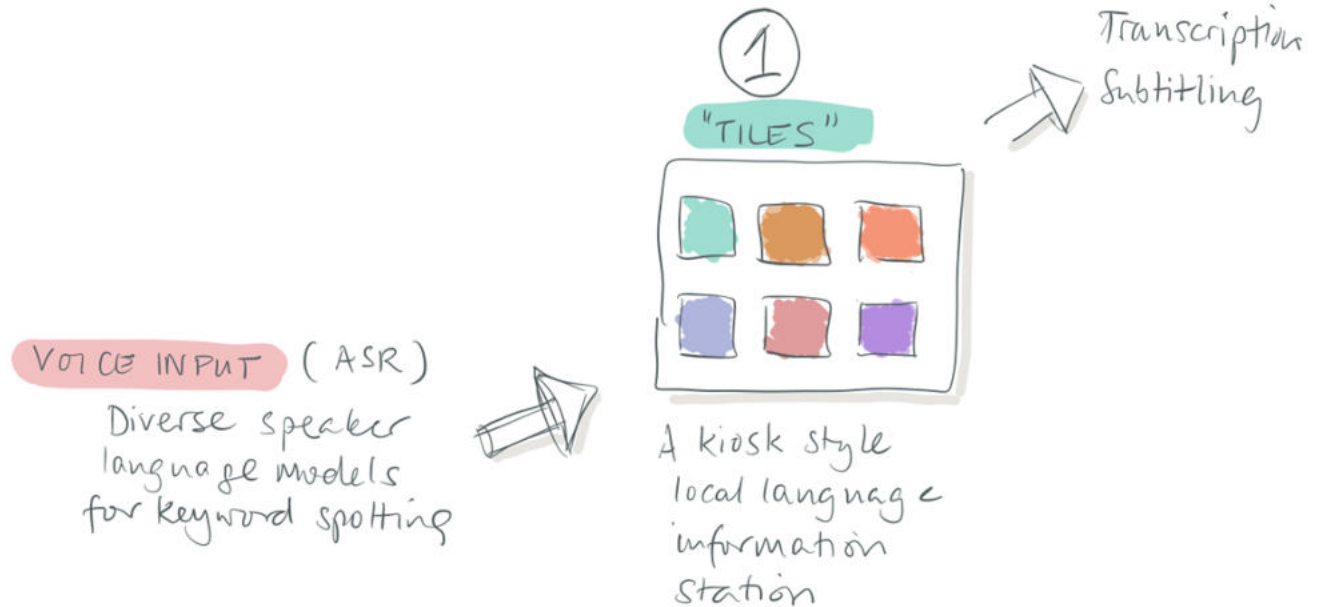 VOICE INPUT (ASR)
Diverse speaker
language models
for keyword spotting
1
"TILES"
A kiosk style
local language
information
station
Transcription
Subtitling